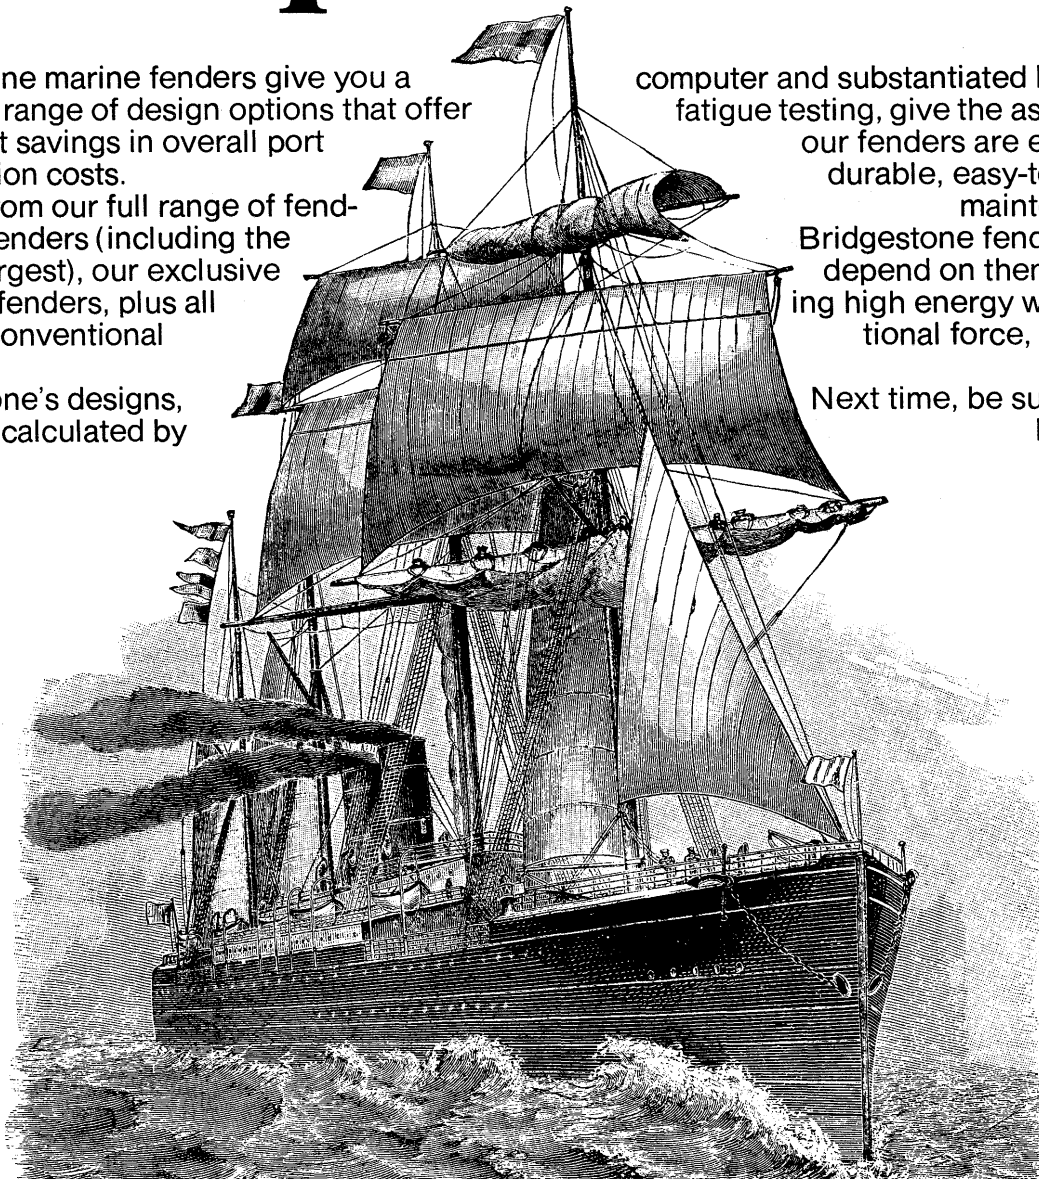 ne marine fenders give you a
range of design options that offer
t savings in overall port
ion costs.
om our full range of fend-
enders (including the
rgest), our exclusive
fenders, plus all
onventional
one's designs,
calculated by
computer and substantiated
fatigue testing, give the as
our fenders are e
durable, easy-t
maint
Bridgestone fend
depend on then
ing high energy w
tional force,
Next time, be su